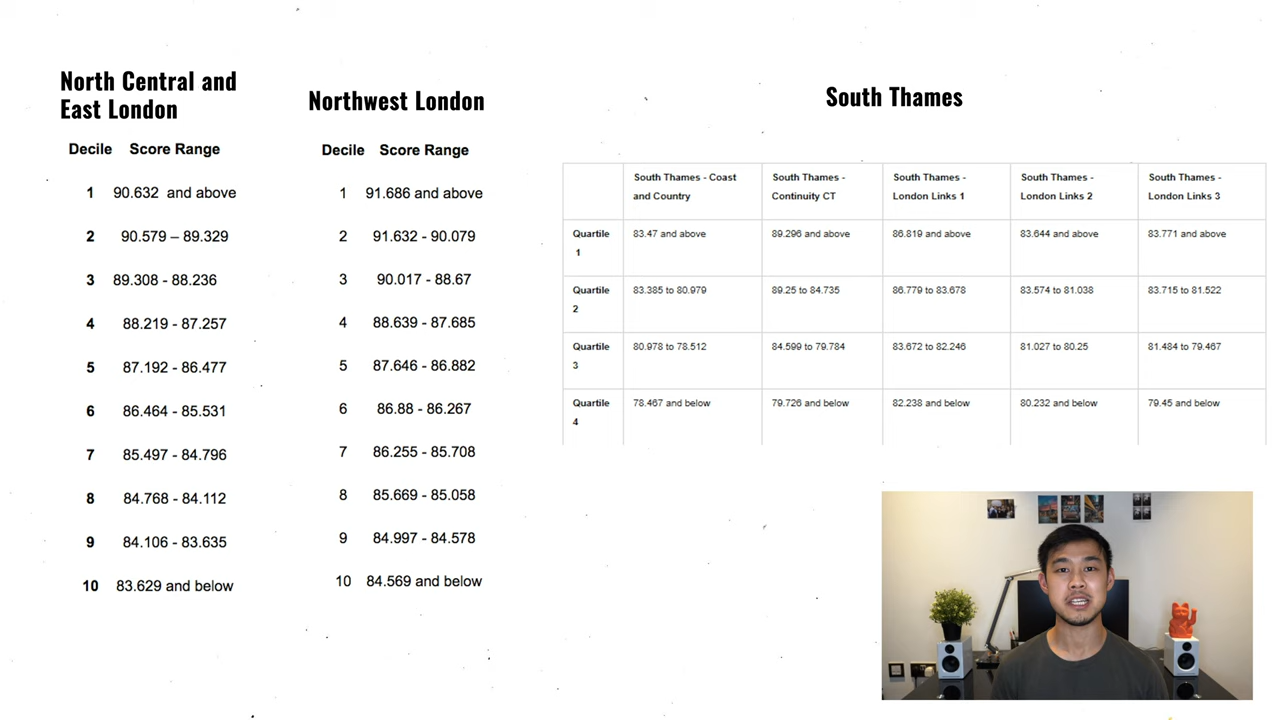 North Central and
East London
Decile Score Range
1 90.632 and above
2 90.579 – 89.329
3 89.308 - 88.236
4 88.219 - 87.257
5 87.192 - 86.477
6 86.464 - 85.531
7 85.497 - 84.796
8 84.768 - 84.112
9 84.106 - 83.635
10 83.629 and below
Northwest London
Decile Score Range
1 91.686 and above
2 91.632 - 90.079
3 90.017 - 88.67
4 88.639 - 87.685
5 87.646 - 86.882
6 86.88 - 86.267
7 86.255 - 85.708
8 85.669 - 85.058
9 84.997 - 84.578
10 84.569 and below
South Thames
South Thames - Coast South Thames - South Thames - South Thames - South Thames -
and Country Continuity CT London Links 1 London Links 2 London Links 3
Quartile 83.47 and above 89.296 and above 86.819 and above 83.644 and above 83.771 and above
1
Quartile 83.385 to 80.979 89.25 to 84.735 86.779 to 83.678 83.574 to 81.038 83.715 to 81.522
2
Quartile 80.978 to 78.512 84.599 to 79.784 83.672 to 82.246 81.027 to 80.25 81.484 to 79.467
3
Quartile 78.467 and below 79.726 and below 82.238 and below 80.232 and below 79.45 and below
4